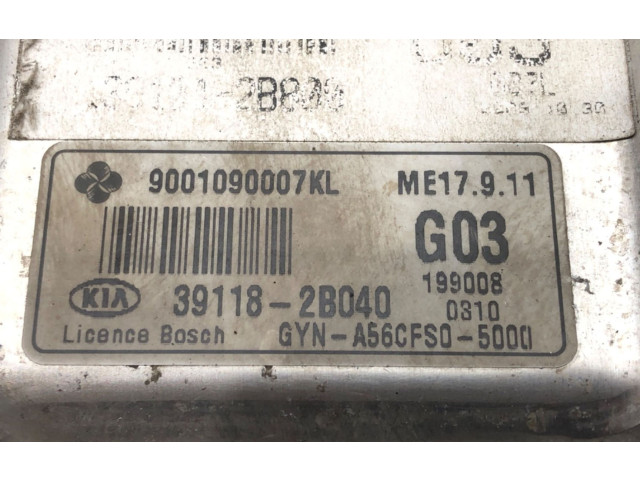 9001090007KL ME17.9.11
G03
199008
KIA 39118-2B040 0310
Licence Bosch GYN-A56CFS0-5000